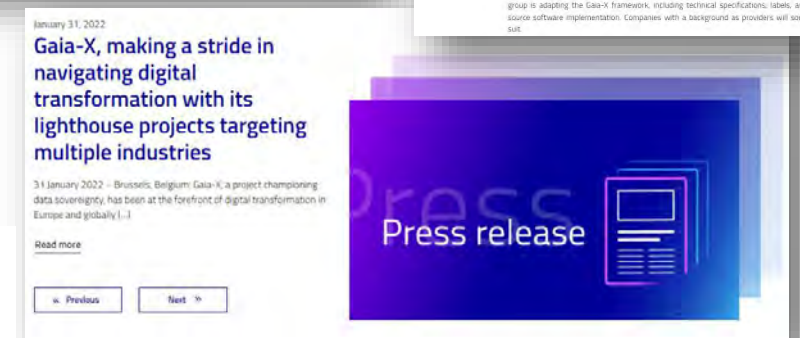 group is adapting the Gaia-X framework, including technical specifications, labels,
source software implementation. Companies with a background as providers will
suit.
January 31, 2022
Gaia-X, making a stride in
navigating digital
transformation with its
lighthouse projects targeting
multiple industries
31 January 2022 – Brussels, Belgium: Gaia-X, a project championing
data sovereignty, has been at the forefront of digital transformation in
Europe and globally [...]
Read more
« Previous
Next »
Press
Press release